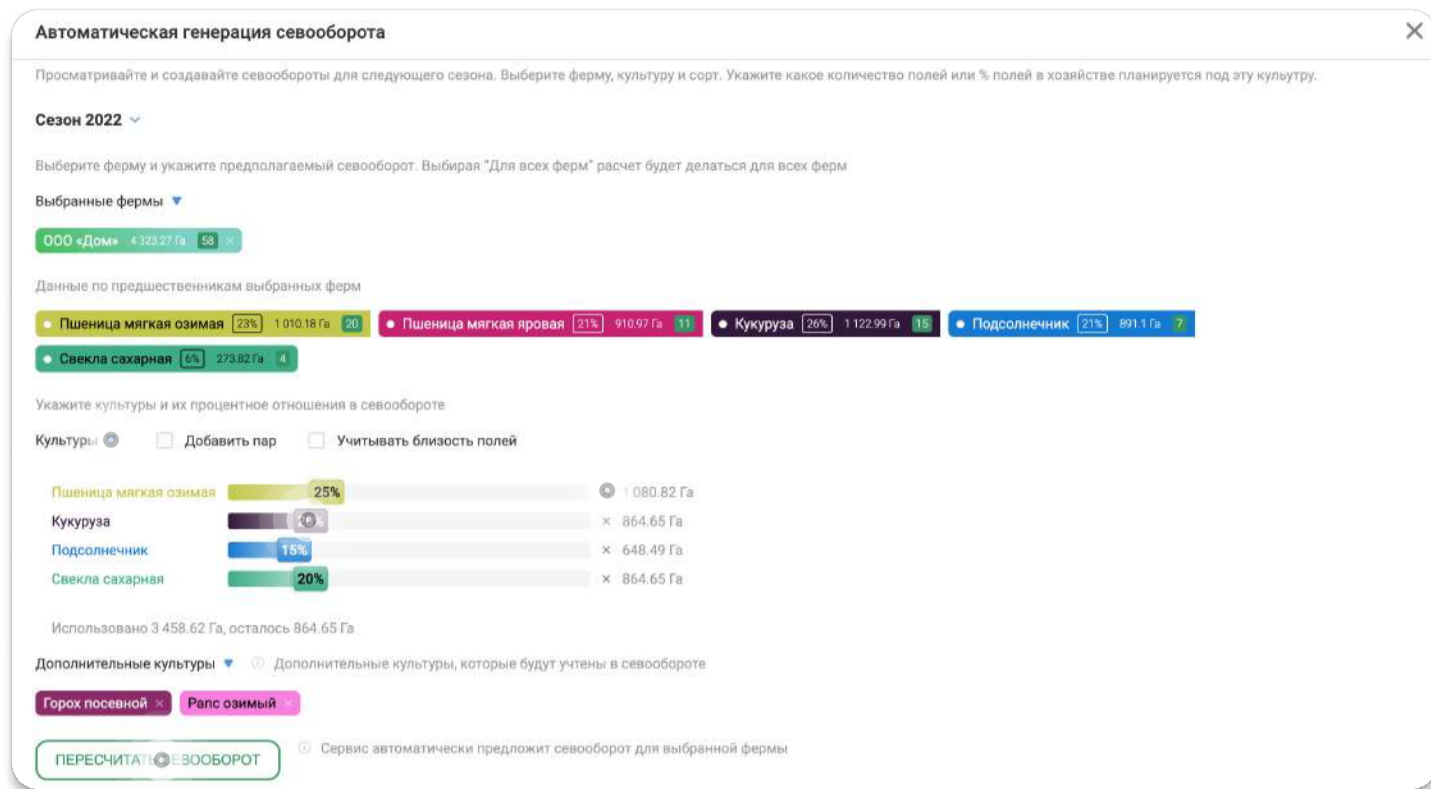 Автоматическая генерация севооборота
Просматривайте и создавайте севообороты для следующего сезона. Выберите ферму, культуру и сорт. Укажите какое количество полей или % полей в хозяйстве планируется под эту кульутру.
Сезон 2022
Выберите ферму и укажите предполагаемый севооборот. Выбирая "Для всех ферм" расчет будет делаться для всех ферм
Выбранные фермы
ООО «Дом» 4 323.27 Га 58 ×
Данные по предшественникам выбранных ферм
Пшеница мягкая озимая 23% 1 010.18 Га 20 Пшеница мягкая яровая 21% 910.97 Га 11 Кукуруза 26% 1 122.99 Га 15 Подсолнечник 21% 891.1 Га 7
Свекла сахарная 6% 273.82 Га 4
Укажите культуры и их процентное отношения в севообороте
Культуры Добавить пар Учитывать близость полей
Пшеница мягкая озимая 25% 1 080.82 Га
Кукуруза × 864.65 Га
Подсолнечник 15% × 648.49 Га
Свекла сахарная 20% × 864.65 Га
Использовано 3 458.62 Га, осталось 864.65 Га
Дополнительные культуры Дополнительные культуры, которые будут учтены в севообороте
Горох посевной × Рапс озимый ×
ПЕРЕСЧИТАТЬ СЕВООБОРОТ Сервис автоматически предложит севооборот для выбранной фермы